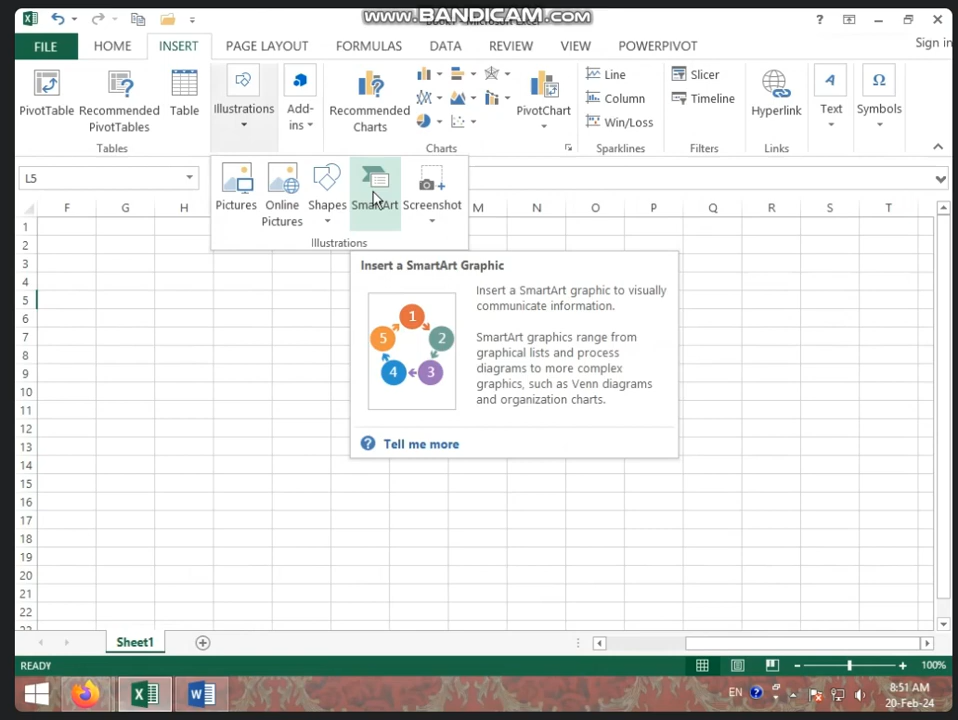 www.BANDICAM.com
?
FILE
HOME
INSERT
PAGE LAYOUT
FORMULAS
DATA
REVIEW
VIEW
POWERPIVOT
Sign in
PivotTable
Recommended
PivotTables
Table
Illustrations
Add-
ins
Recommended
Charts
PivotChart
Line
Column
Win/Loss
Slicer
Timeline
Hyperlink
Text
Symbols
Tables
Charts
Sparklines
Filters
Links
L5
Pictures
Online
Pictures
Shapes
SmartArt
Screenshot
Illustrations
F G H M N O P Q R S T
1
2
3
4
5
6
7
8
9
10
11
12
13
14
15
16
17
18
19
20
21
22
Insert a SmartArt Graphic
Insert a SmartArt graphic to visually
communicate information.
SmartArt graphics range from
graphical lists and process
diagrams to more complex
graphics, such as Venn diagrams
and organization charts.
1
2
3
4
5
Tell me more
Sheet1
READY
100%
EN
8:51 AM
20-Feb-24